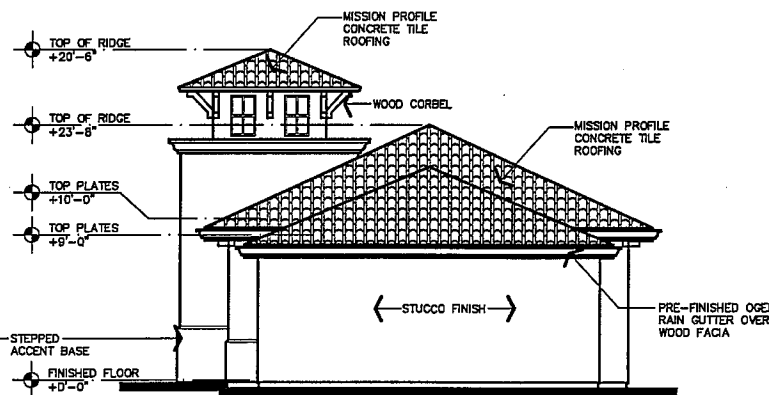 MISSION PROFILE
CONCRETE TILE
ROOFING
TOP OF RIDGE
+20'-6"
WOOD CORBEL
TOP OF RIDGE
+23'-8"
MISSION PROFILE
CONCRETE TILE
ROOFING
TOP PLATES
+10'-0"
TOP PLATES
+9'-0"
STUCCO FINISH
PRE-FINISHED OGEE
RAIN GUTTER OVER
WOOD FACIA
STEPPED
ACCENT BASE
FINISHED FLOOR
+0'-0"